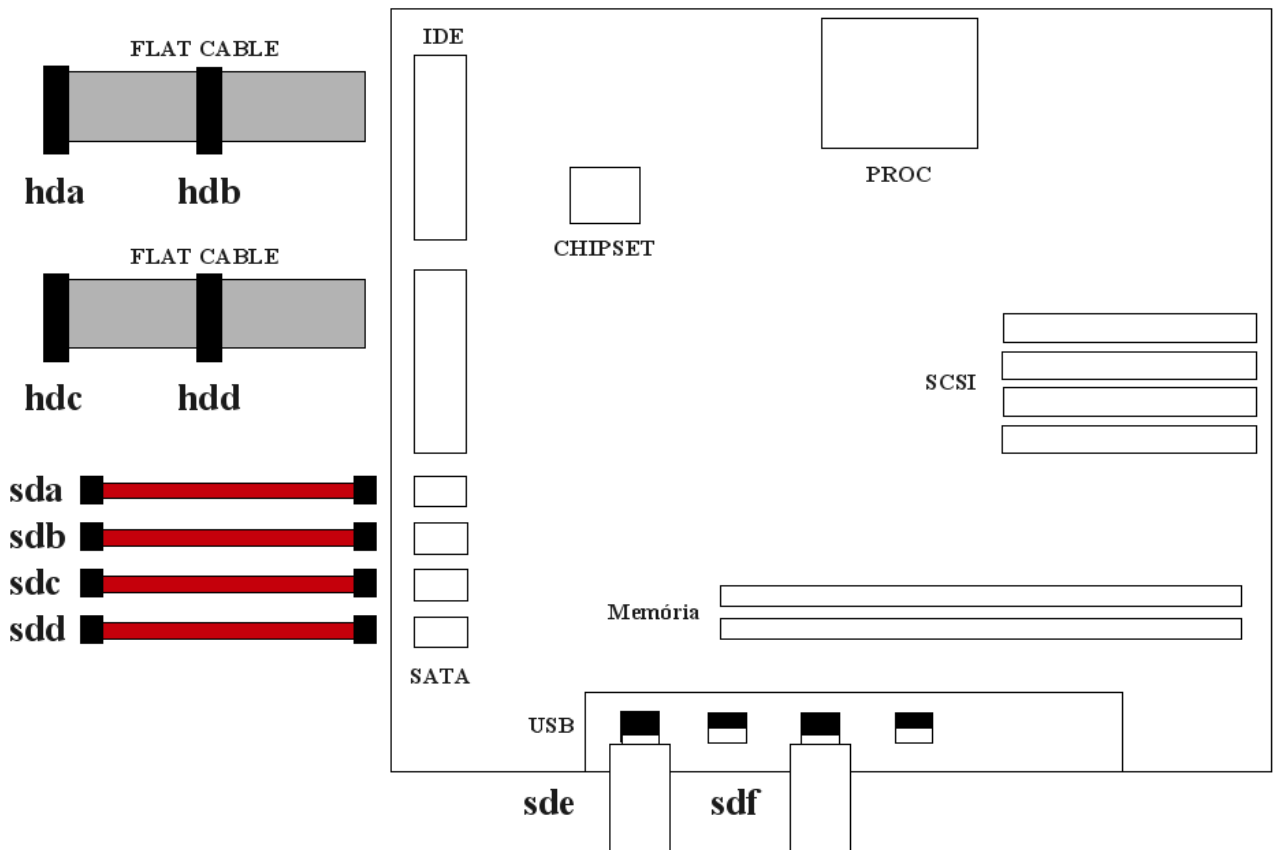 FLAT CABLE
hda hdb
FLAT CABLE
hdc hdd
sda
sdb
sdc
sdd
IDE
PROC
CHIPSET
SCSI
Memória
SATA
USB
sde sdf